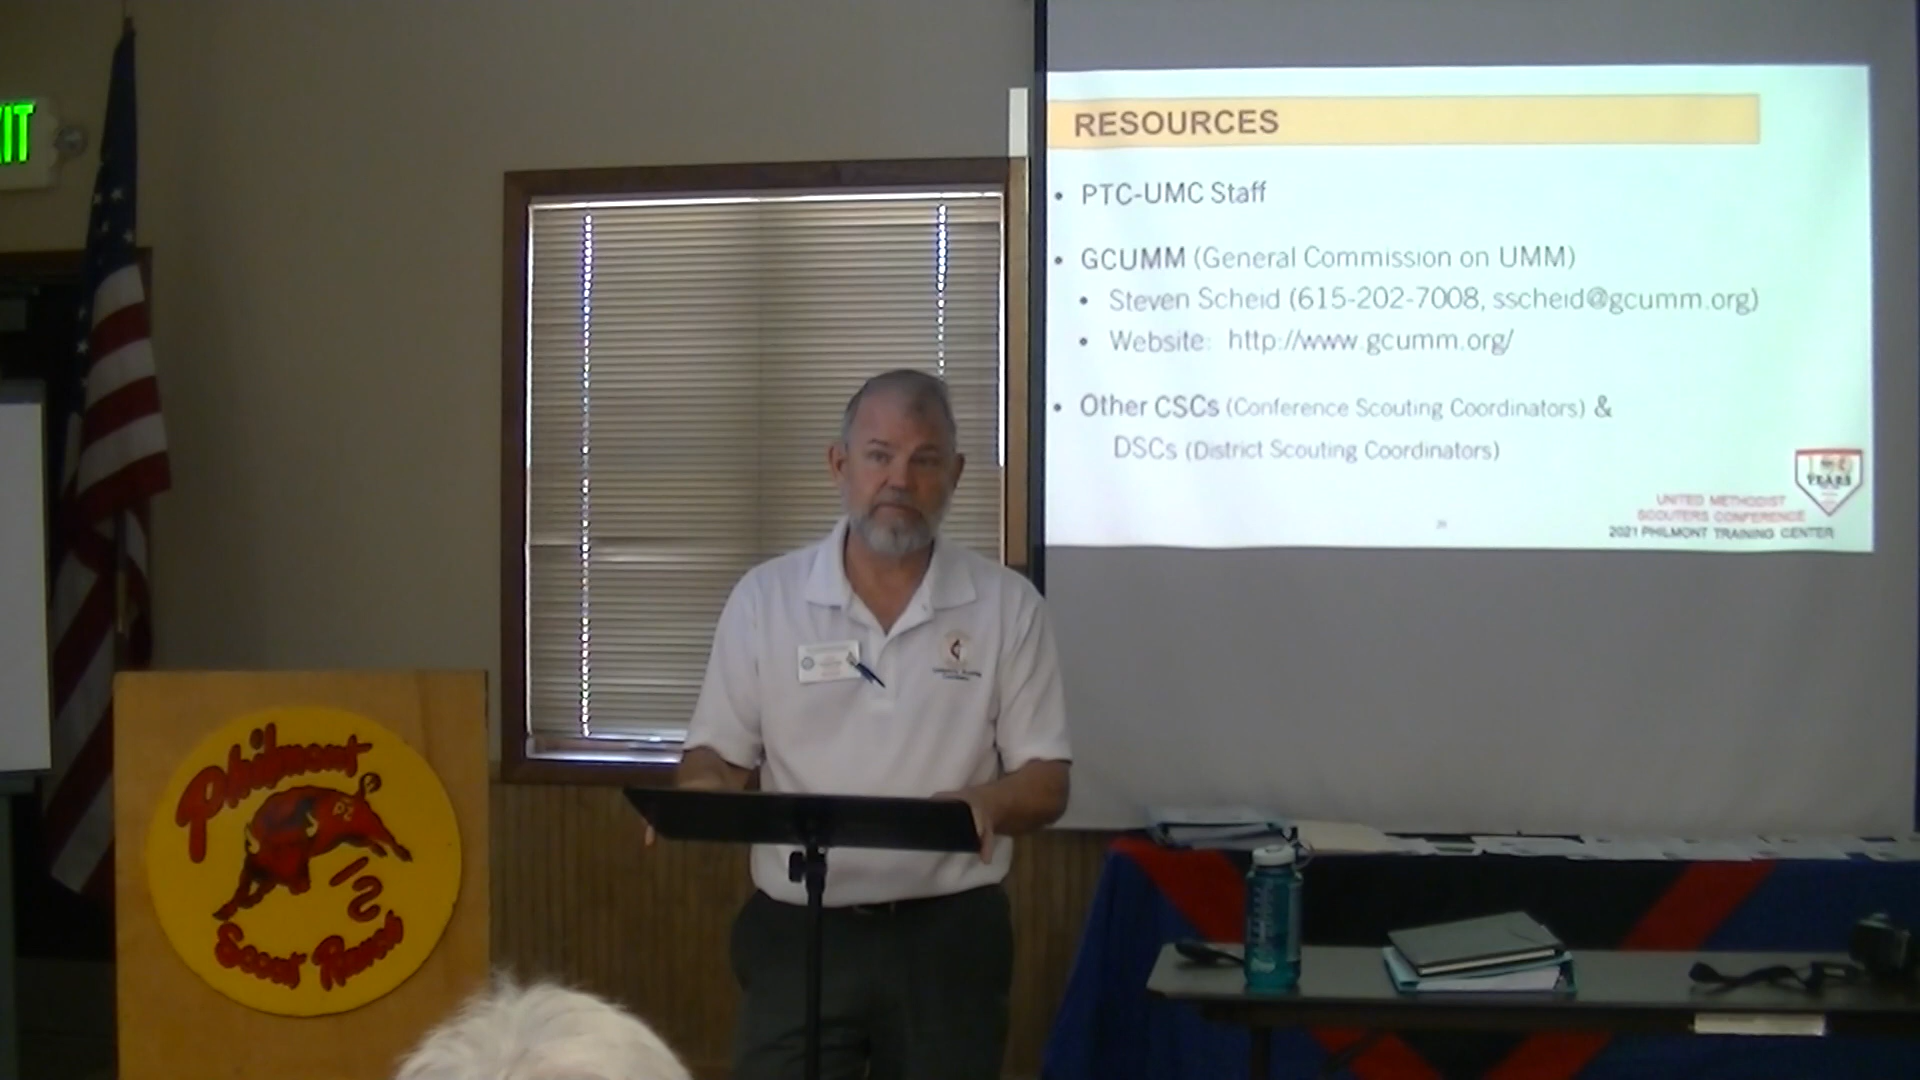 XIT
RESOURCES
• PTC-UMC Staff
• GCUMM (General Commission on UMM)
• Steven Scheid (615-202-7008, sscheid@gcumm.org)
• Website: http://www.gcumm.org/
• Other CSCs (Conference Scouting Coordinators) &
DSCs (District Scouting Coordinators)
YEARS
UNITED METHODIST
SCOUTERS CONFERENCE
2021 PHILMONT TRAINING CENTER
Philmont
Scout Ranch